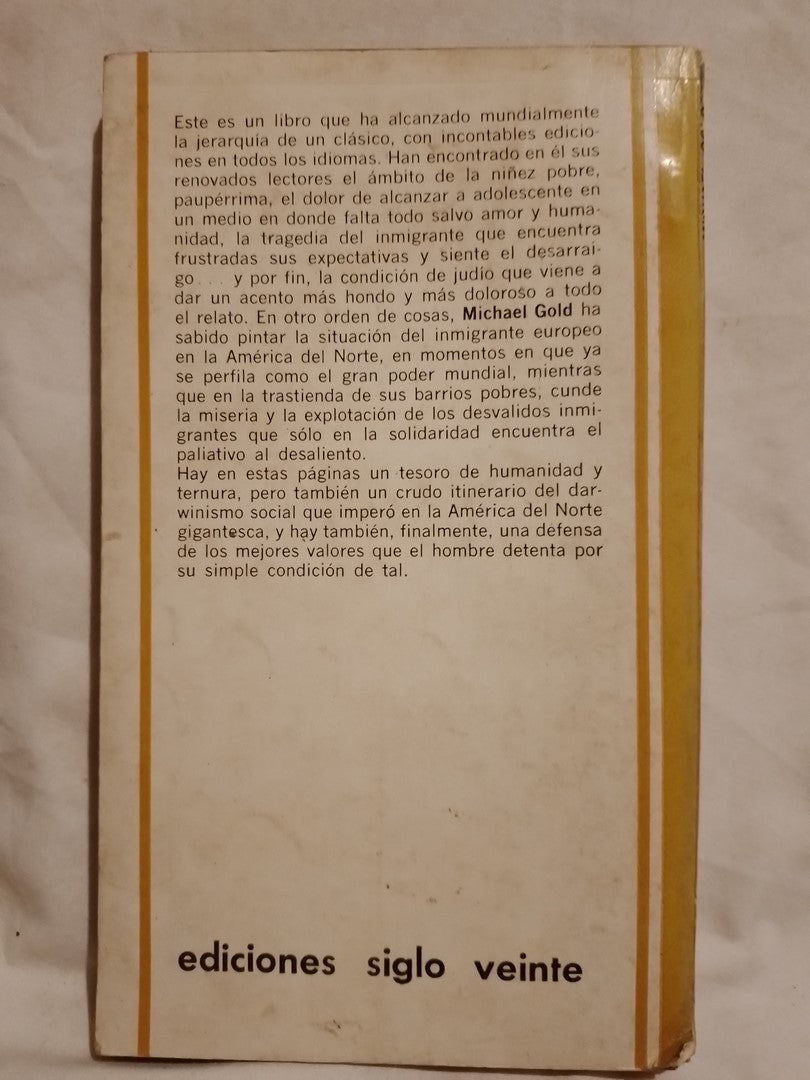 Este es un libro que ha alcanzado mundialmente
la jerarquía de un clásico, con incontables edicio-
nes en todos los idiomas. Han encontrado en él sus
renovados lectores el ámbito de la niñez pobre,
paupérrima, el dolor de alcanzar a adolescente en
un medio en donde falta todo salvo amor y huma-
nidad, la tragedia del inmigrante que encuentra
frustradas sus expectativas y siente el desarrai-
go... y por fin, la condición de judío que viene a
dar un acento más hondo y más doloroso a todo
el relato. En otro orden de cosas, Michael Gold ha
sabido pintar la situación del inmigrante europeo
en la América del Norte, en momentos en que ya
se perfila como el gran poder mundial, mientras
que en la trastienda de sus barrios pobres, cunde
la miseria y la explotación de los desvalidos inmi-
grantes que sólo en la solidaridad encuentra el
paliativo al desaliento.
Hay en estas páginas un tesoro de humanidad y
ternura, pero también un crudo itinerario del dar-
winismo social que imperó en la América del Norte
gigantesca, y hay también, finalmente, una defensa
de los mejores valores que el hombre detenta por
su simple condición de tal.
ediciones siglo veinte